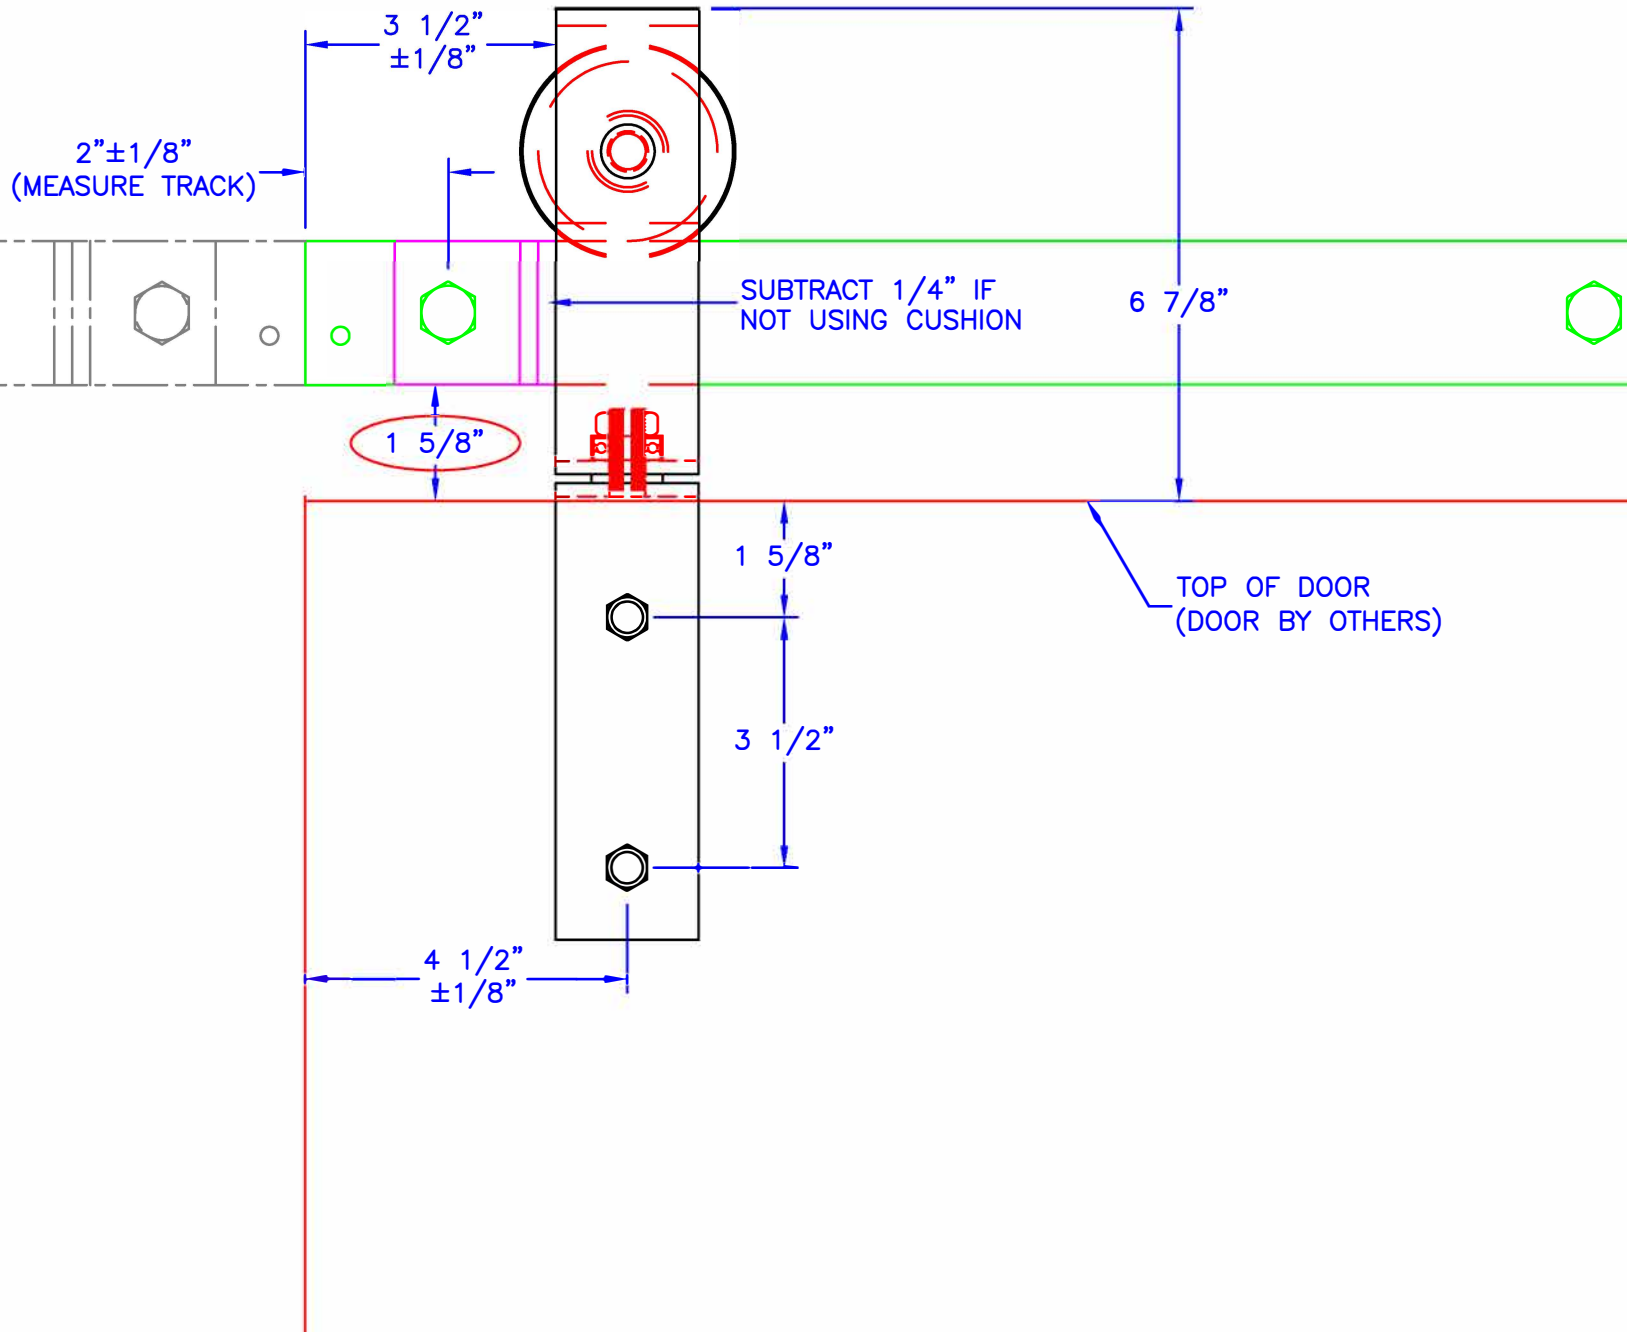 3 1/2”
±1/8”
2”±1/8”
(MEASURE TRACK)
SUBTRACT 1/4” IF
NOT USING CUSHION
6 7/8”
1 5/8”
1 5/8”
TOP OF DOOR
(DOOR BY OTHERS)
3 1/2”
4 1/2”
±1/8”